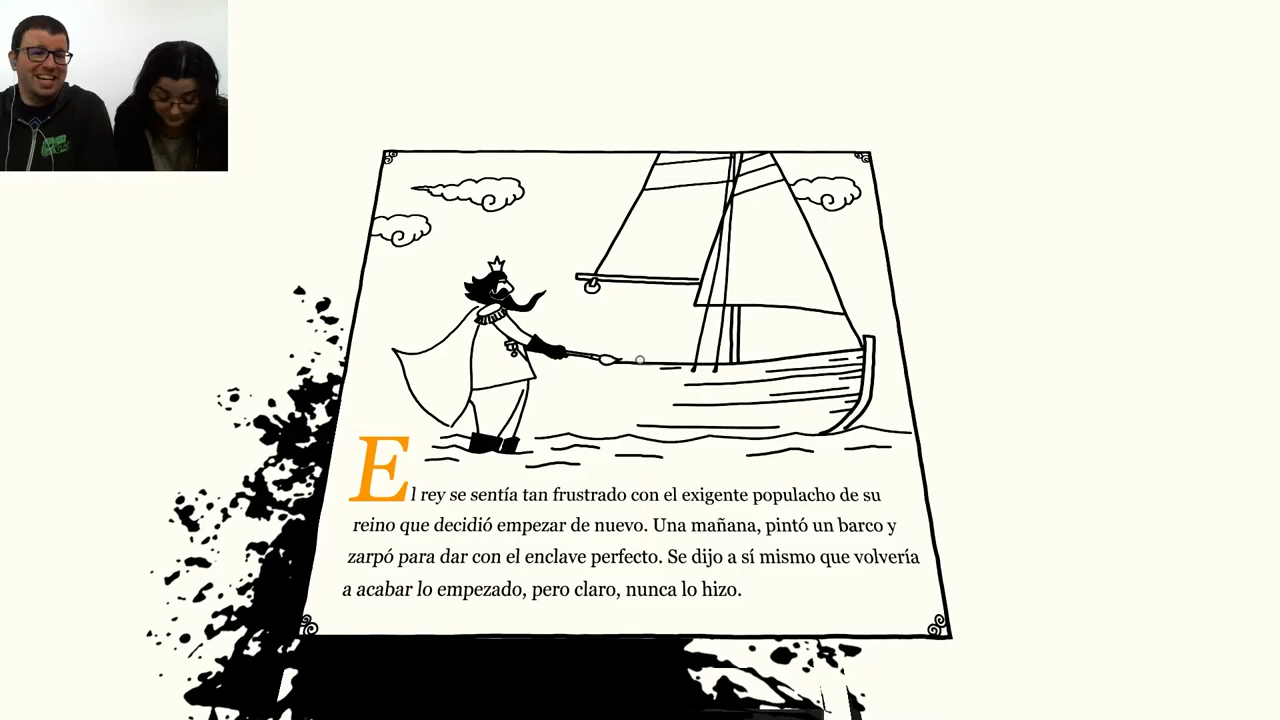 El rey se sentía tan frustrado con el exigente populacho de su
reino que decidió empezar de nuevo. Una mañana, pintó un barco y
zarpó para dar con el enclave perfecto. Se dijo a sí mismo que volvería
a acabar lo empezado, pero claro, nunca lo hizo.